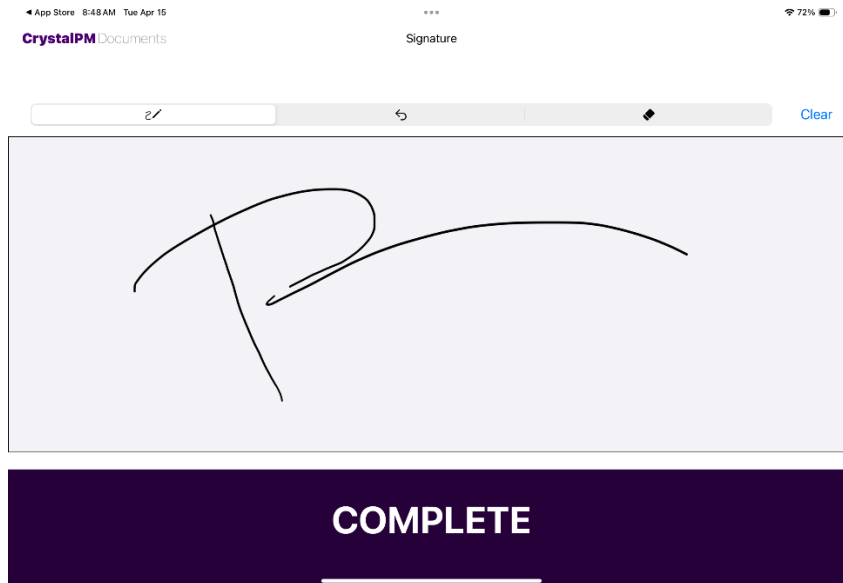 App Store 8:48 AM Tue Apr 15
72%
CrystalPM Documents
Signature
Clear
COMPLETE